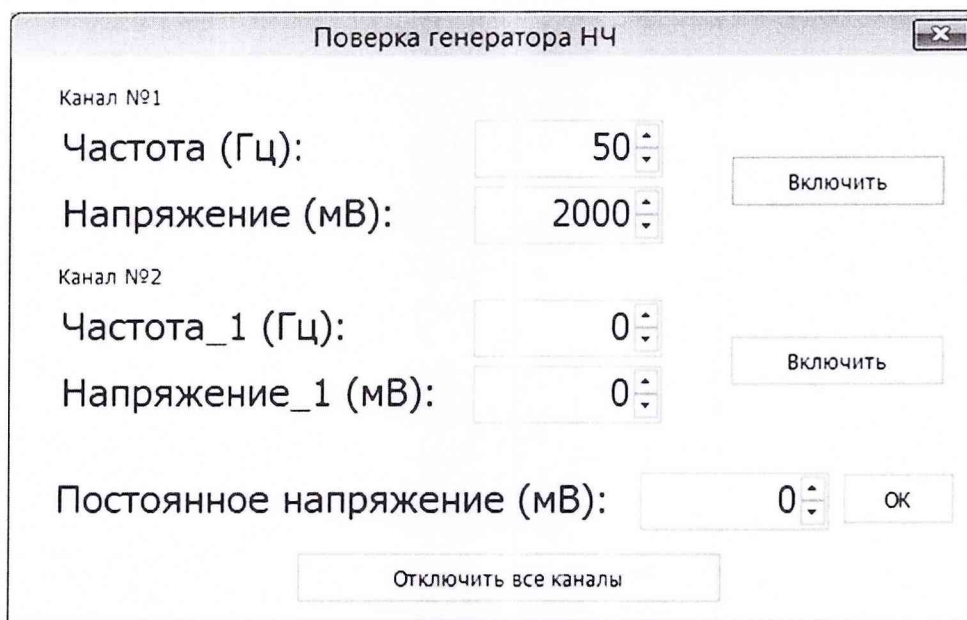 Поверка генератора НЧ
Канал №1
Частота (Гц): 50
Включить
Напряжение (мВ): 2000
Канал №2
Частота_1 (Гц): 0
Включить
Напряжение_1 (мВ): 0
Постоянное напряжение (мВ): 0 ОК
Отключить все каналы